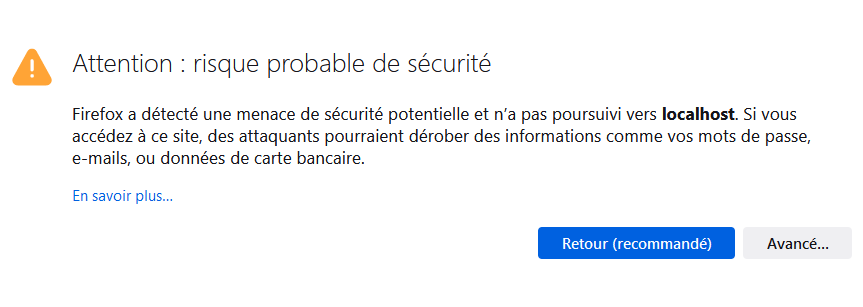 Attention : risque probable de sécurité
Firefox a détecté une menace de sécurité potentielle et n’a pas poursuivi vers localhost. Si vous
accédez à ce site, des attaquants pourraient dérober des informations comme vos mots de passe,
e-mails, ou données de carte bancaire.
En savoir plus…
Retour (recommandé)
Avancé…